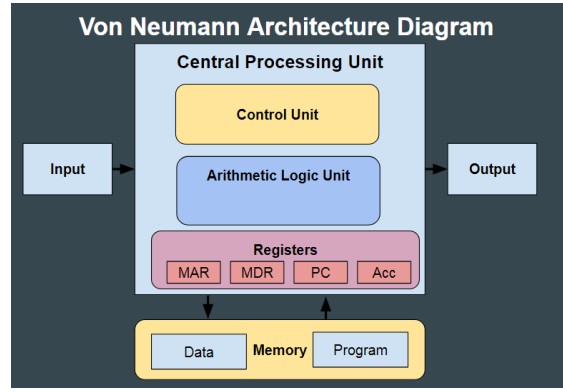 Von Neumann Architecture Diagram
Central Processing Unit
Control Unit
Input
Arithmetic Logic Unit
Output
Registers
MAR MDR PC Acc
Data Memory Program